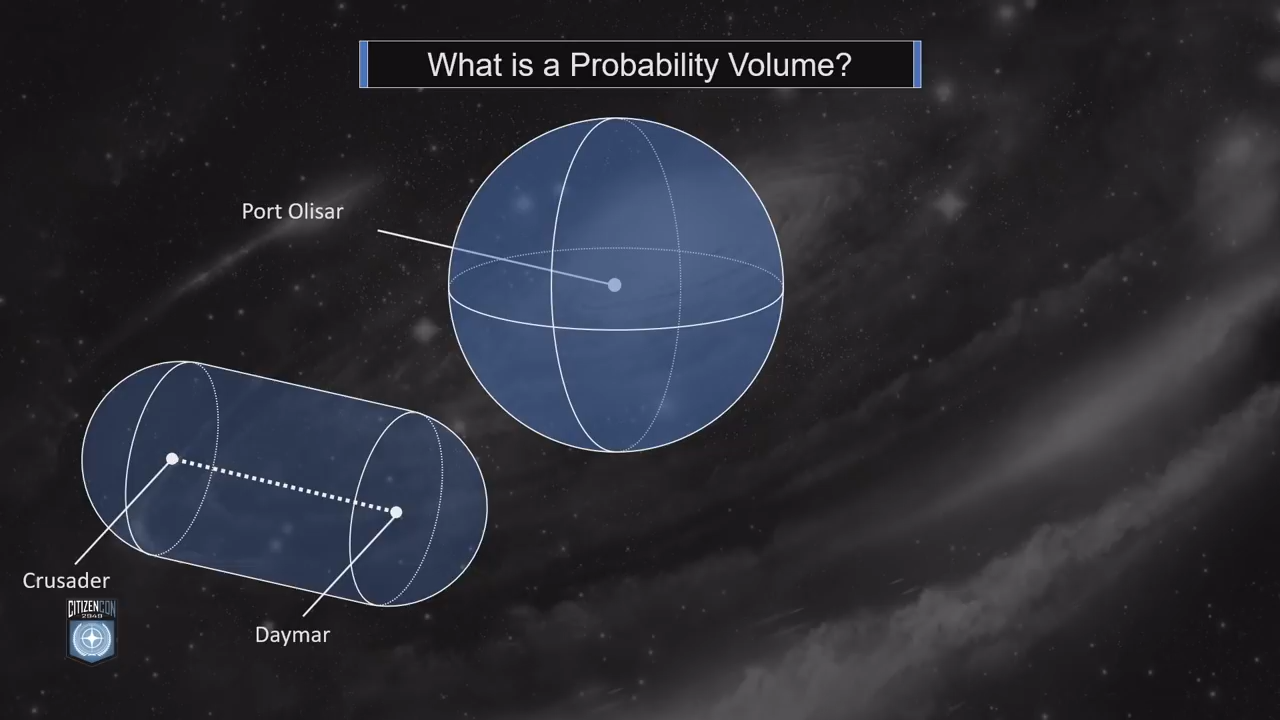 What is a Probability Volume?
Port Olisar
Crusader
CITIZENCON
2949
Daymar